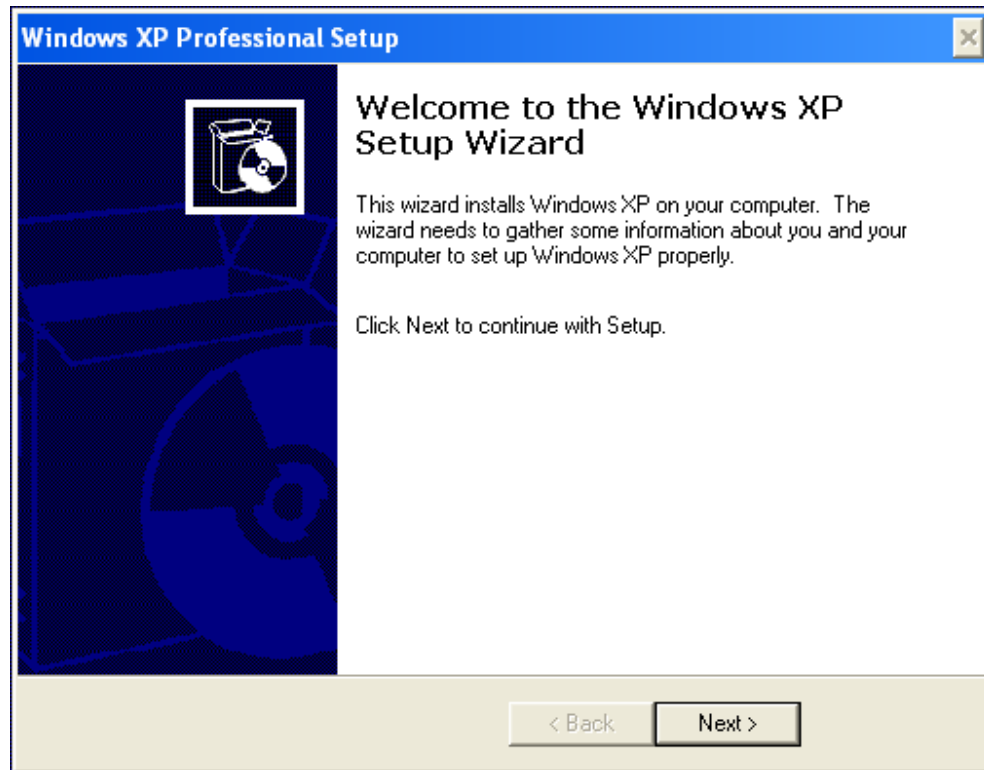 Windows XP Professional Setup
Welcome to the Windows XP
Setup Wizard
This wizard installs Windows XP on your computer. The
wizard needs to gather some information about you and your
computer to set up Windows XP properly.
Click Next to continue with Setup.
< Back Next >